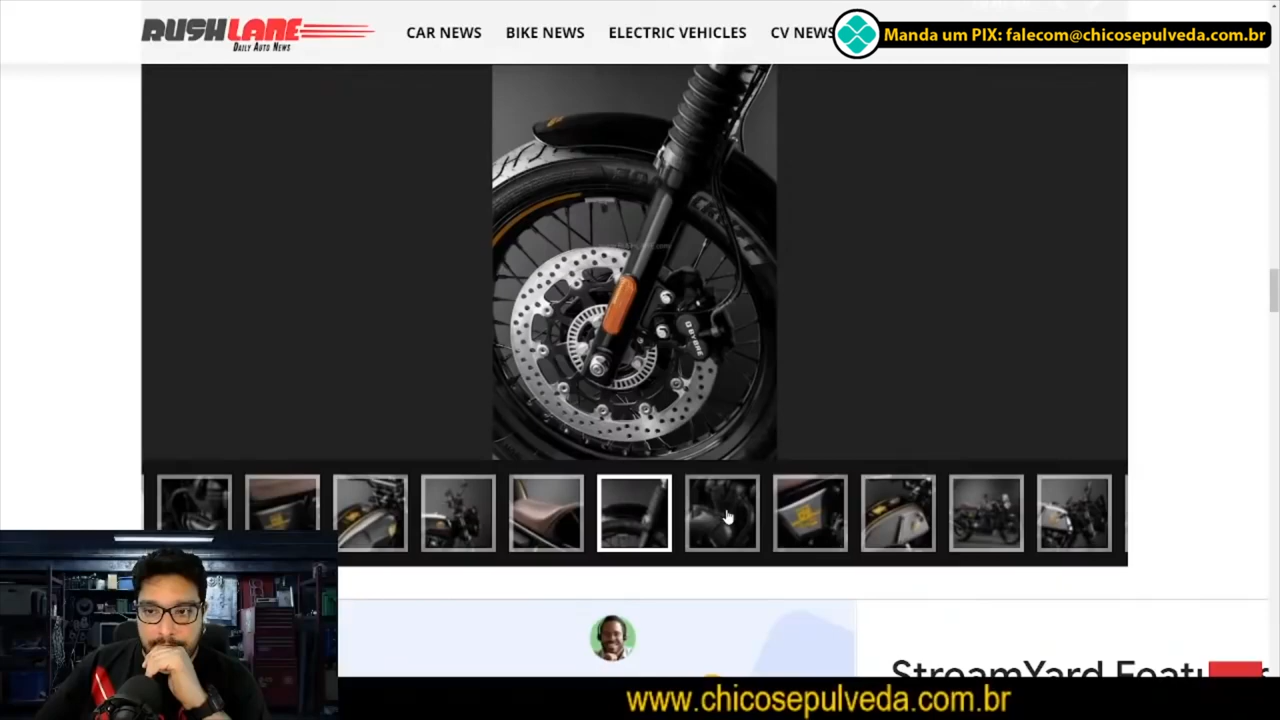 RUSHLANE
DAILY AUTO NEWS
CAR NEWS BIKE NEWS ELECTRIC VEHICLES CV NEWS
Manda um PIX: falecom@chicosepulveda.com.br
BYBRE
www.chicosepulveda.com.br